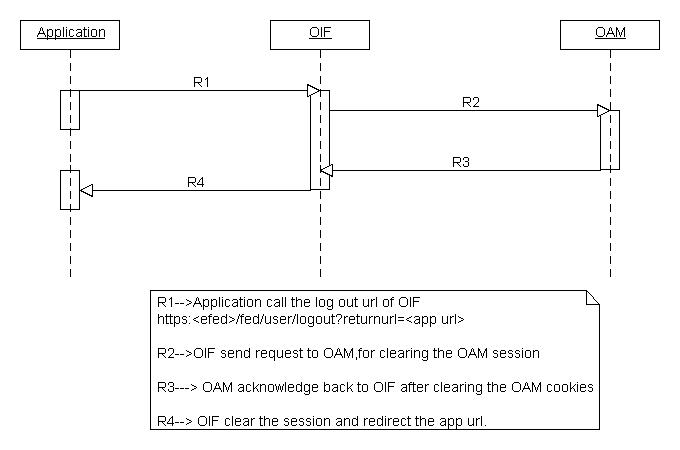 Application OIF OAM
R1
R2
R3
R4
R1-->Application call the log out url of OIF
https:<efed>/fed/user/logout?returnurl=<app url>
R2-->OIF send request to OAM,for clearing the OAM session
R3---> OAM acknowledge back to OIF after clearing the OAM cookies
R4--> OIF clear the session and redirect the app url.